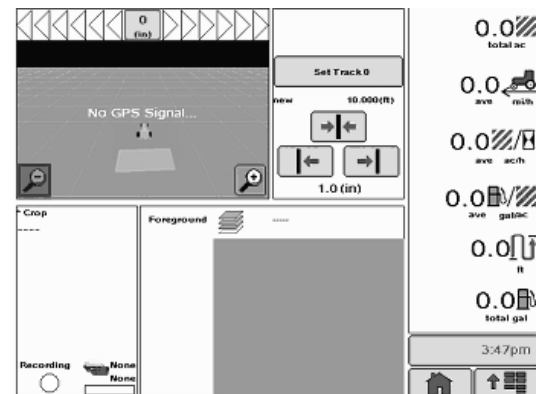 0
(in)
No GPS Signal...
Set Track 0
new 10.000(ft)
1.0 (in)
Crop
----
Foreground -----
Recording
None
None
0.0
total ac
0.0
ave mi/h
0.0 /
ave ac/h
0.0 /
ave gal/ac
0.0
ft
0.0
total gal
3:47pm